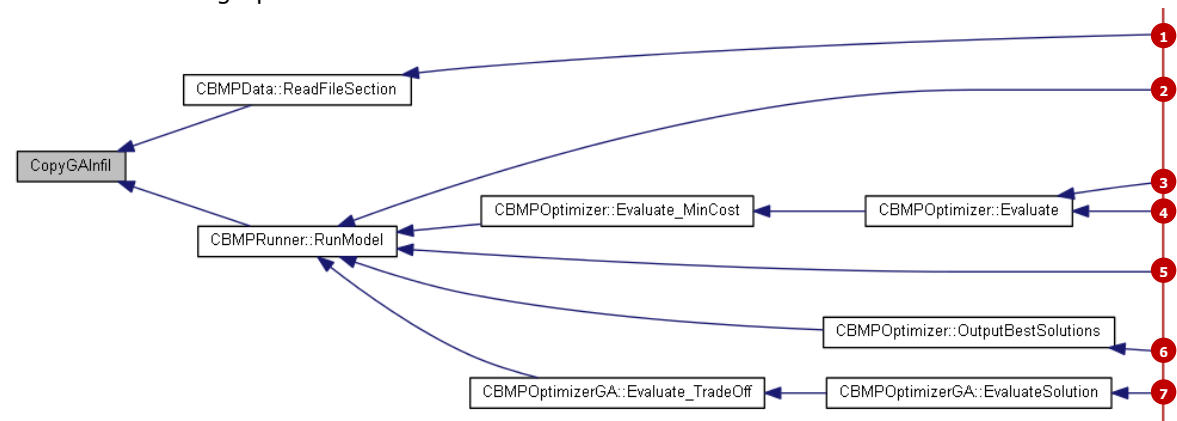 1
CBMPData::ReadFileSection
2
CopyGAInfil
3
CBMPOptimizer::Evaluate_MinCost
CBMPOptimizer::Evaluate
4
CBMPRunner::RunModel
5
CBMPOptimizer::OutputBestSolutions
6
CBMPOptimizerGA::Evaluate_TradeOff
CBMPOptimizerGA::EvaluateSolution
7